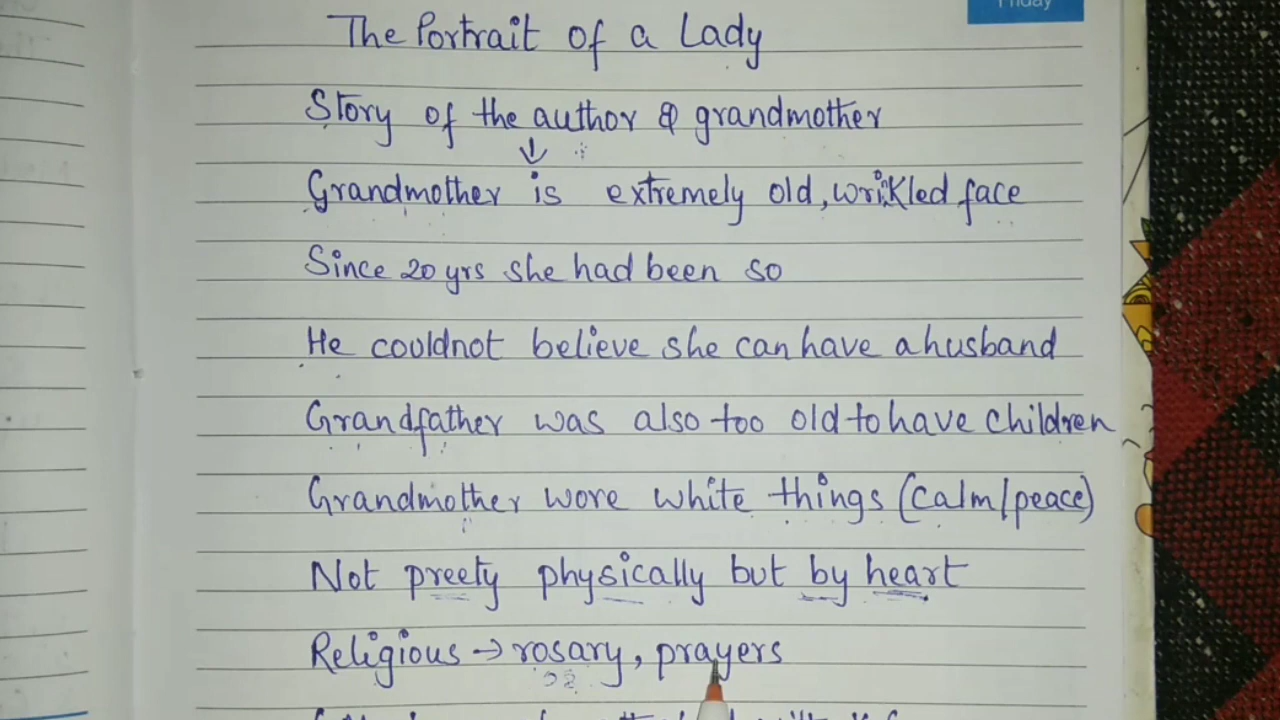 Friday
The Portrait of a Lady
Story of the author & grandmother
↓
Grandmother is extremely old, wrikled face
Since 20 yrs she had been so
He couldnot believe she can have a husband
Grandfather was also too old to have children
Grandmother wore white things (calm/peace)
Not preety physically but by heart
Religious → rosary, prayers